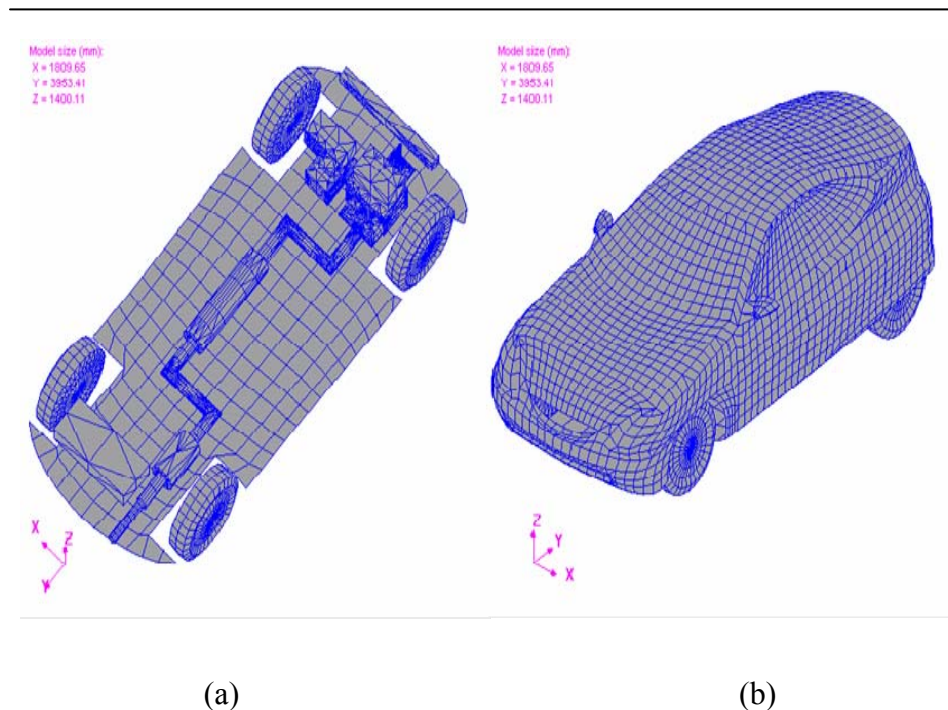 Model size (mm):
X = 1809.65
Y = 3953.41
Z = 1400.11
Model size (mm):
X = 1809.65
Y = 3953.41
Z = 1400.11
X
Z
Y
Z
Y
X
(a)
(b)